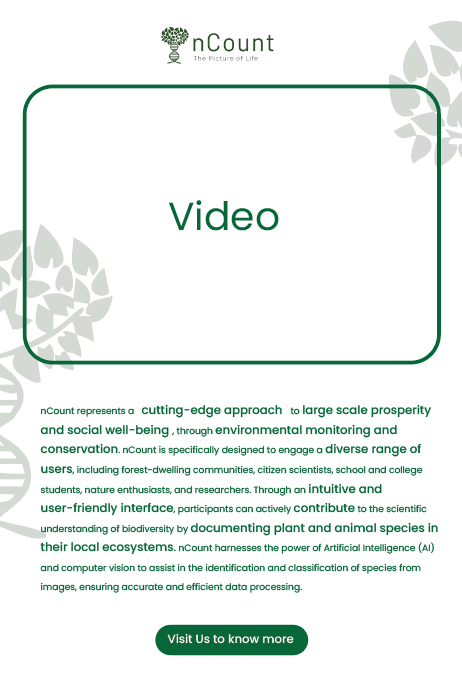 nCount
The Picture of Life
Video
nCount represents a cutting-edge approach to large scale prosperity
and social well-being , through environmental monitoring and
conservation. nCount is specifically designed to engage a diverse range of
users, including forest-dwelling communities, citizen scientists, school and college
students, nature enthusiasts, and researchers. Through an intuitive and
user-friendly interface, participants can actively contribute to the scientific
understanding of biodiversity by documenting plant and animal species in
their local ecosystems. nCount harnesses the power of Artificial Intelligence (AI)
and computer vision to assist in the identification and classification of species from
images, ensuring accurate and efficient data processing.
Visit Us to know more